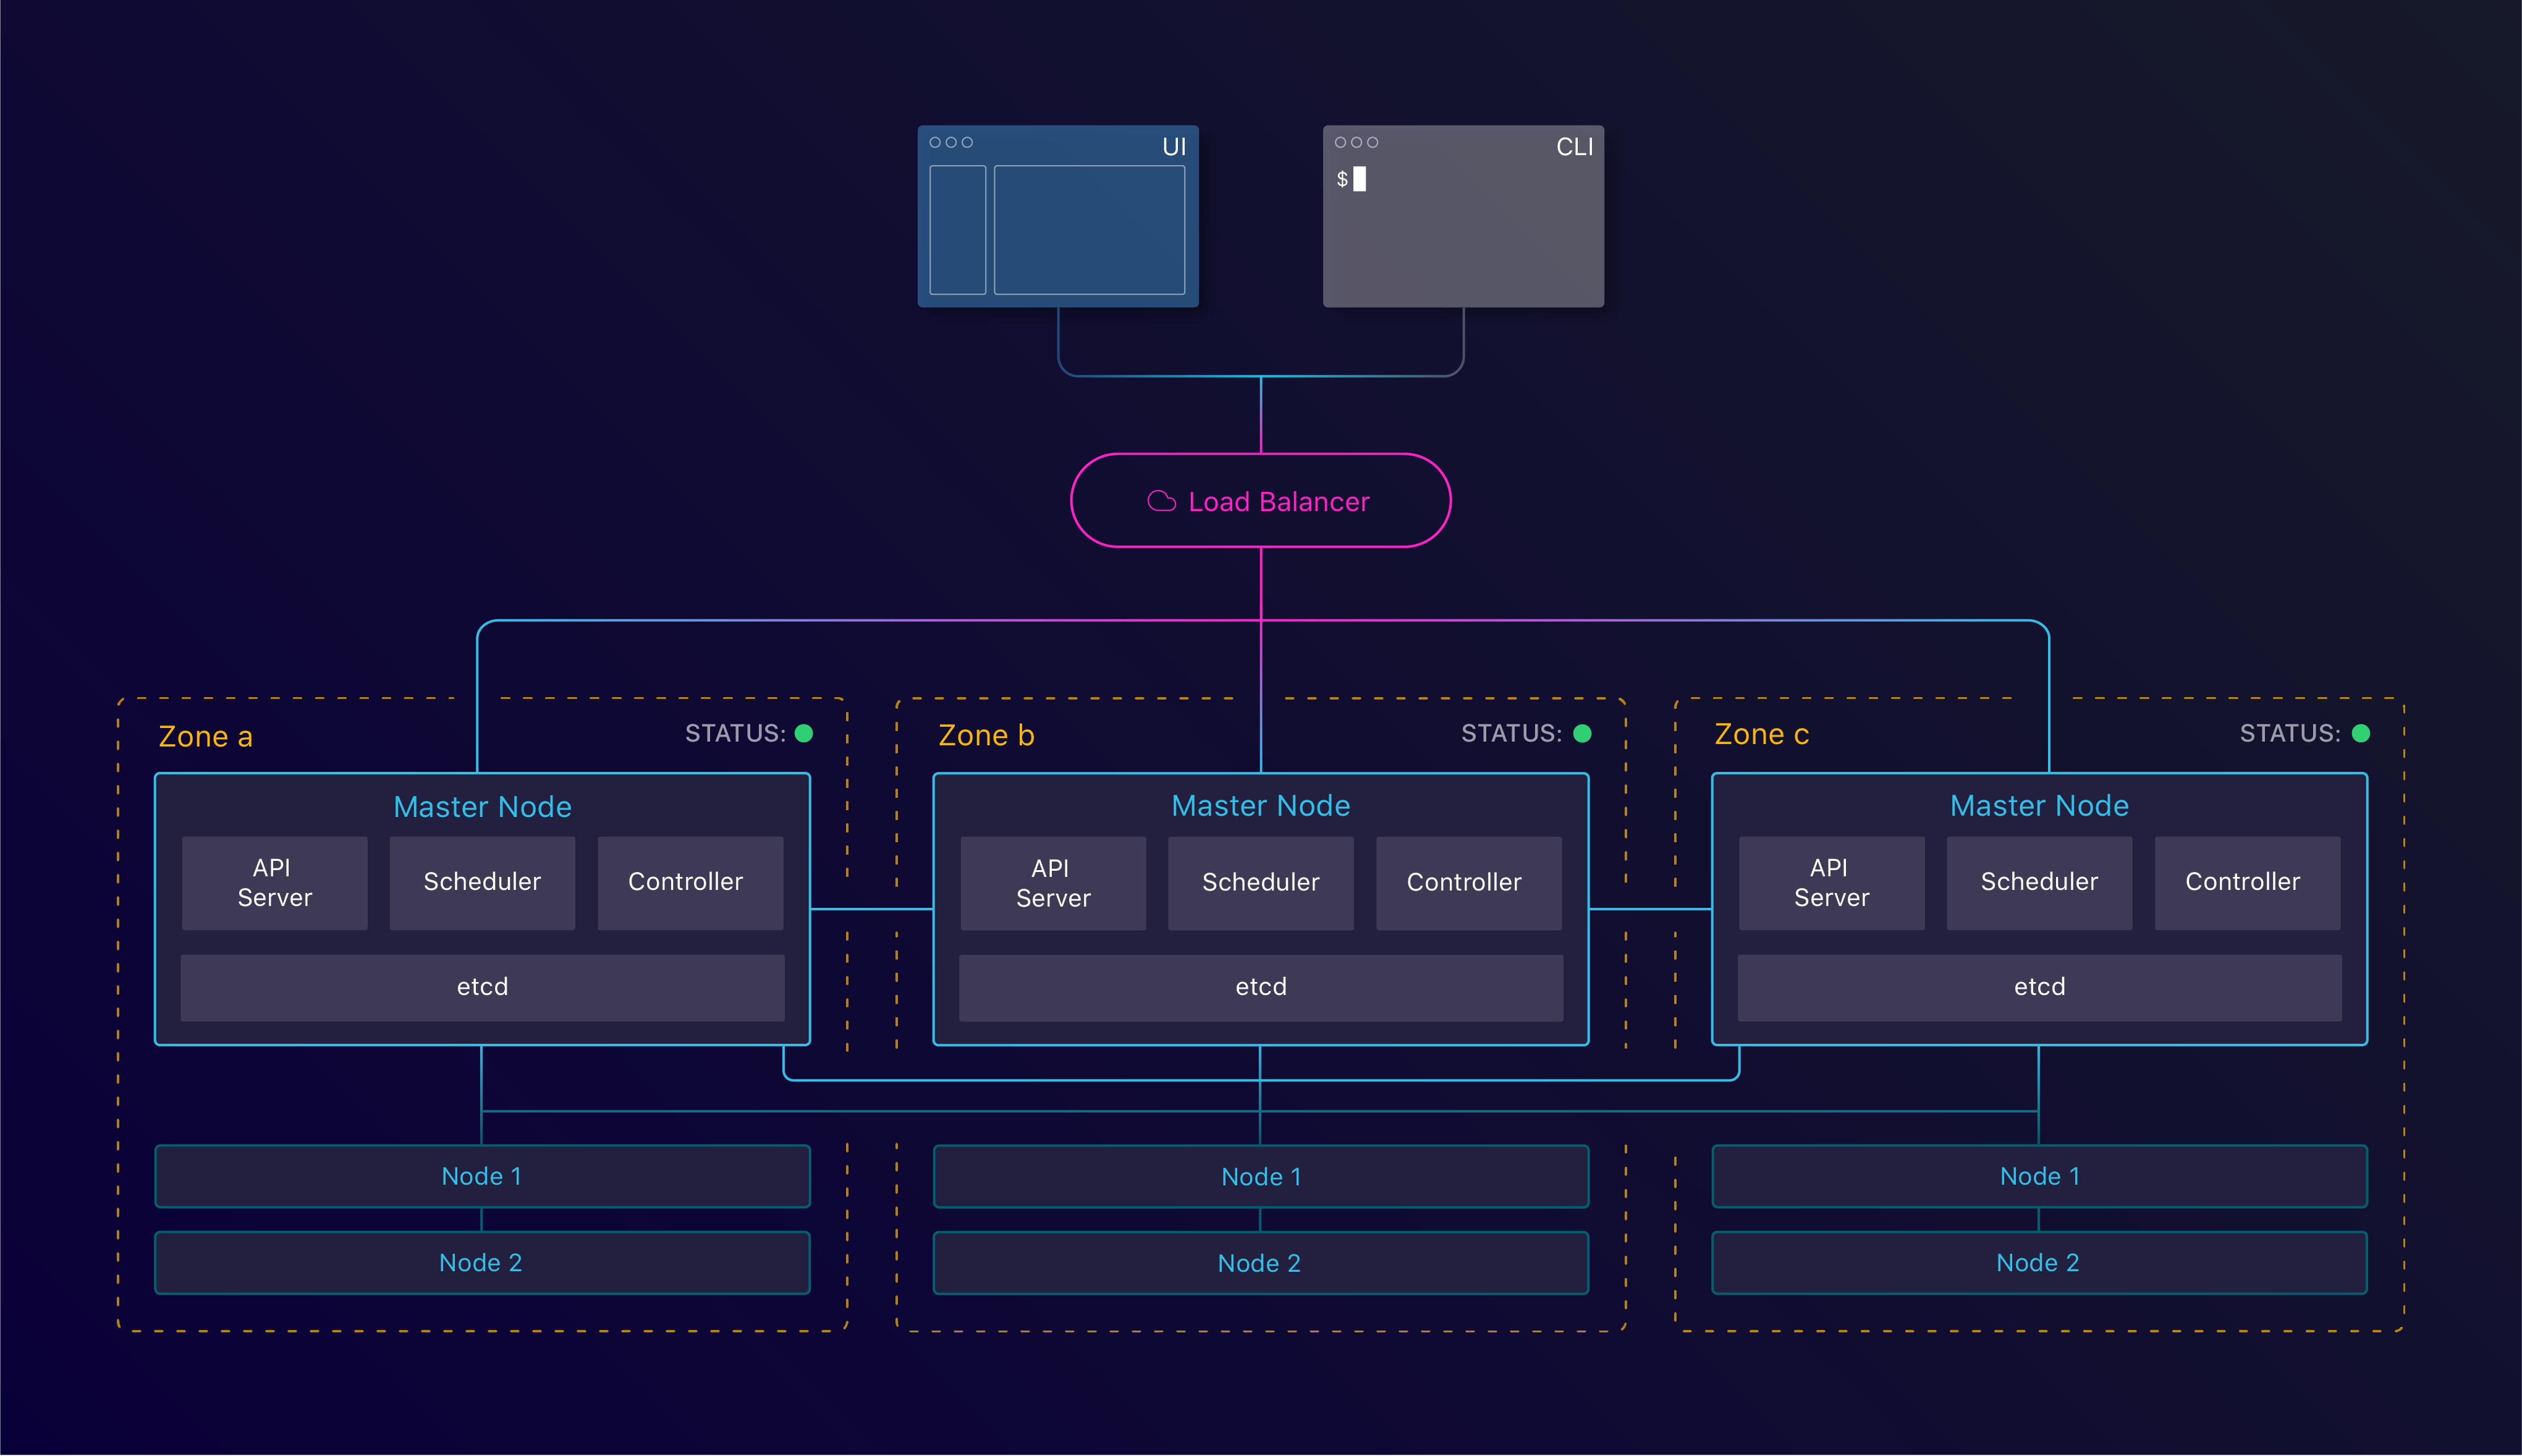 UI
CLI
$
Load Balancer
Zone a
STATUS:
Zone b
STATUS:
Zone c
STATUS:
Master Node
API
Server
Scheduler
Controller
etcd
Master Node
API
Server
Scheduler
Controller
etcd
Master Node
API
Server
Scheduler
Controller
etcd
Node 1
Node 1
Node 1
Node 2
Node 2
Node 2